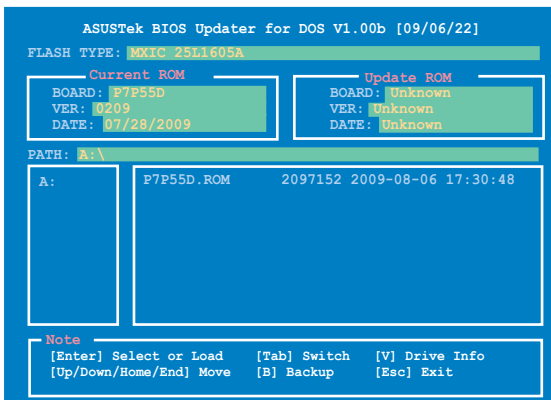 ASUSTek BIOS Updater for DOS V1.00b [09/06/22]
FLASH TYPE: MXIC 25L1605A
Current ROM
BOARD: P7P55D
VER: 0209
DATE: 07/28/2009
Update ROM
BOARD: Unknown
VER: Unknown
DATE: Unknown
PATH: A:\
A:
P7P55D.ROM 2097152 2009-08-06 17:30:48
Note
[Enter] Select or Load [Tab] Switch [V] Drive Info
[Up/Down/Home/End] Move [B] Backup [Esc] Exit